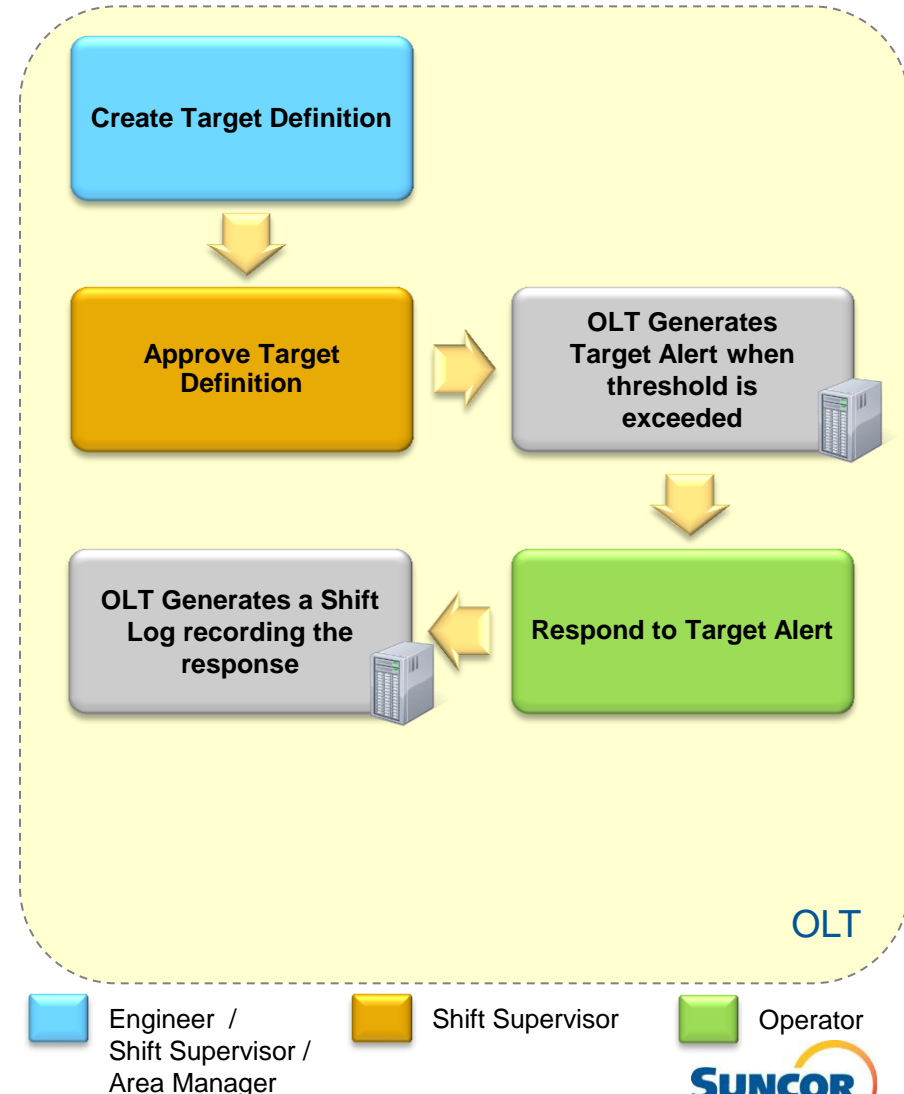 Create Target Definition
Approve Target
Definition
OLT Generates
Target Alert when
threshold is
exceeded
OLT Generates a Shift
Log recording the
response
Respond to Target Alert
OLT
Engineer /
Shift Supervisor /
Area Manager
Shift Supervisor
Operator
SUNCOR